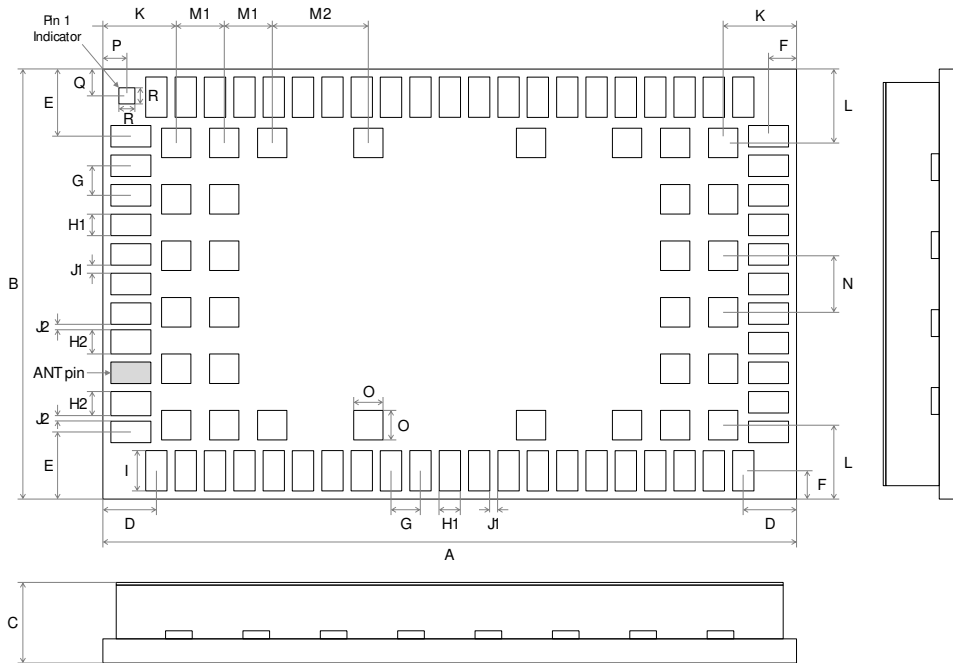 Pin 1
Indicator
K
M1
M1
M2
K
P
F
Q
E
R
R
L
G
H1
J1
B
N
J2
H2
ANT pin
H2
O
O
J2
E
I
L
F
D
G
H1
J1
D
A
C